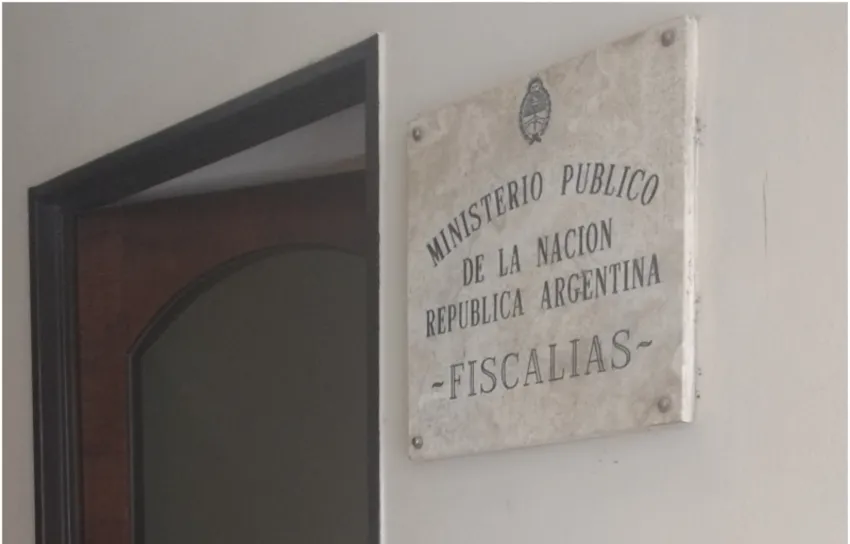 MINISTERIO PUBLICO
DE LA NACION
REPUBLICA ARGENTINA
~FISCALIAS~